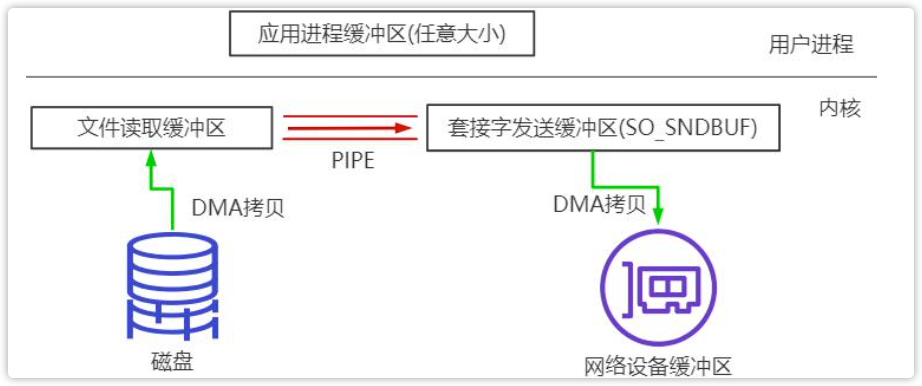 应用进程缓冲区(任意大小)
用户进程
内核
文件读取缓冲区
套接字发送缓冲区(SO_SNDBUF)
PIPE
DMA拷贝
DMA拷贝
磁盘
网络设备缓冲区